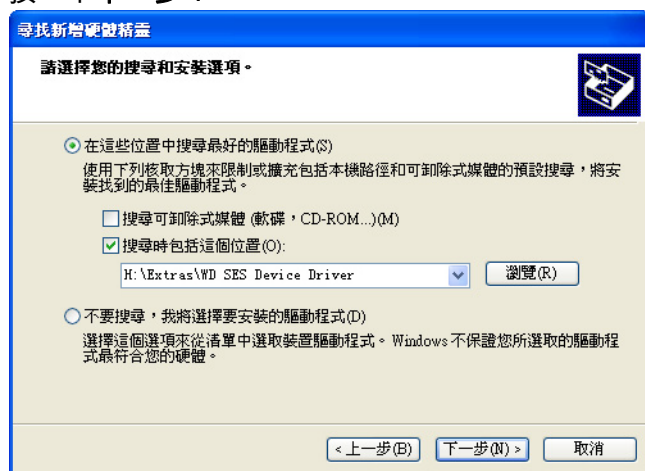 尋找新增硬體精靈
請選擇您的搜尋和安裝選項。
在這些位置中搜尋最好的驅動程式(S)
使用下列核取方塊來限制或擴充包括本機路徑和可卸除式媒體的預設搜尋，將安
裝找到的最佳驅動程式。
搜尋可卸除式媒體 (軟碟，CD-ROM...)(M)
搜尋時包括這個位置(O):
H:\Extras\WD SES Device Driver
瀏覽(R)
不要搜尋，我將選擇要安裝的驅動程式(D)
選擇這個選項來從清單中選取裝置驅動程式。Windows 不保證您所選取的驅動程
式最符合您的硬體。
<上一步(B) 下一步(N)> 取消